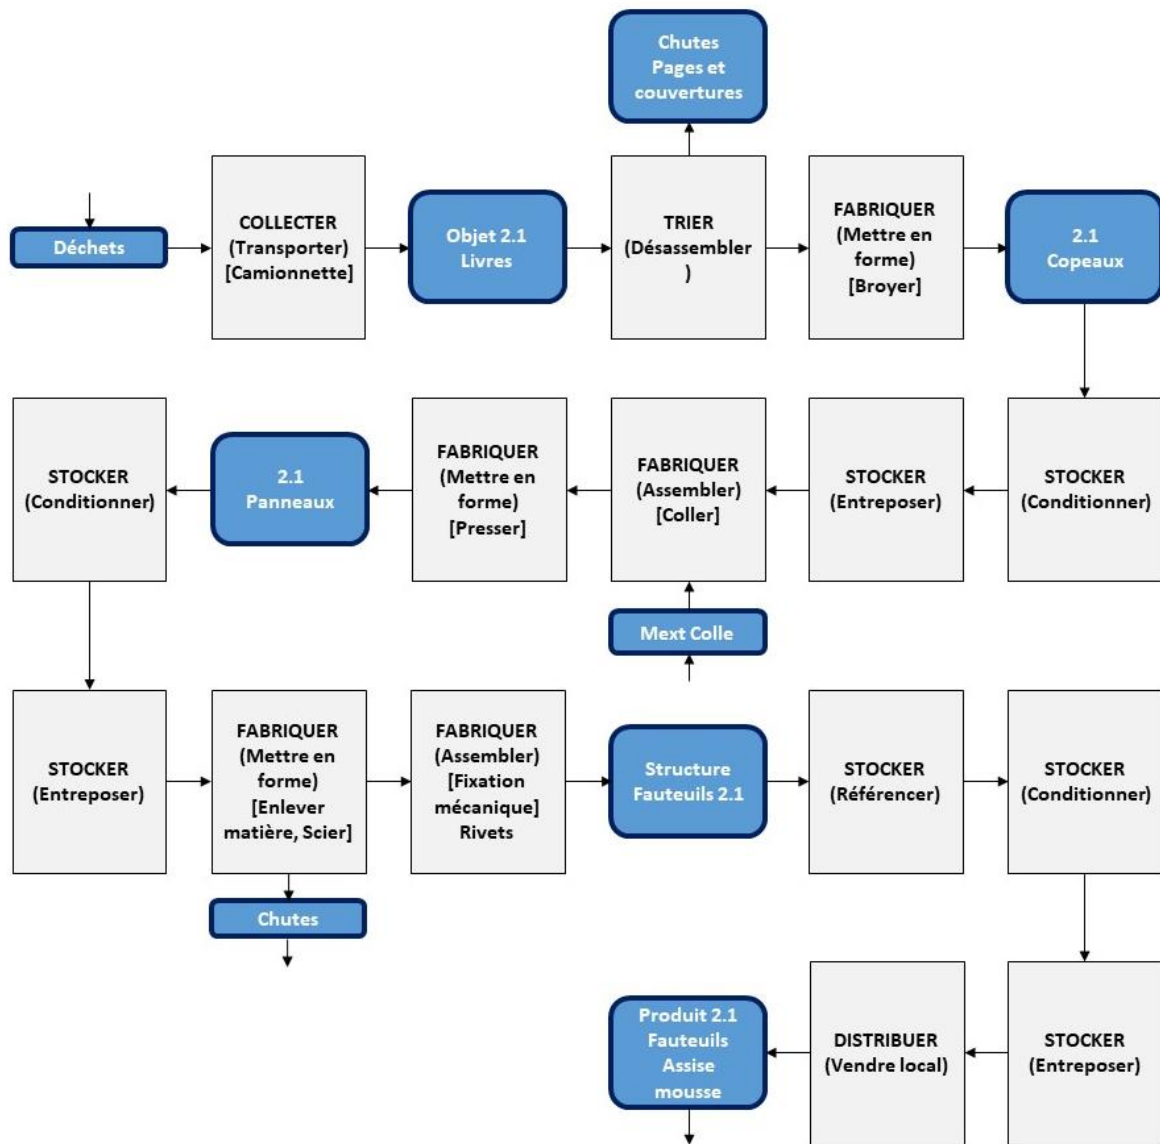 Chutes
Pages et
couvertures
Déchets
COLLECTER
(Transporter)
[Camionnette]
Objet 2.1
Livres
TRIER
(Désassembler
)
FABRIQUER
(Mettre en
forme)
[Broyer]
2.1
Copeaux
STOCKER
(Conditionner)
STOCKER
(Entreposer)
FABRIQUER
(Assembler)
[Coller]
FABRIQUER
(Mettre en
forme)
[Presser]
2.1
Panneaux
STOCKER
(Conditionner)
Mext Colle
STOCKER
(Entreposer)
FABRIQUER
(Mettre en
forme)
[Enlever
matière, Scier]
FABRIQUER
(Assembler)
[Fixation
mécanique]
Rivets
Structure
Fauteuils 2.1
STOCKER
(Référencer)
STOCKER
(Conditionner)
Chutes
STOCKER
(Entreposer)
DISTRIBUER
(Vendre local)
Produit 2.1
Fauteuils
Assise
mousse